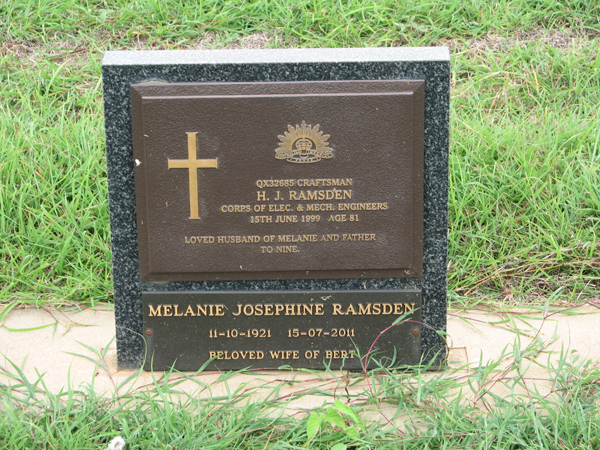 QX32685 CRAFTSMAN
H. J. RAMSDEN
CORPS OF ELEC. & MECH. ENGINEERS
15TH JUNE 1999 AGE 81
LOVED HUSBAND OF MELANIE AND FATHER
TO NINE.
MELANIE JOSEPHINE RAMSDEN
11-10-1921 15-07-2011
BELOVED WIFE OF BERT